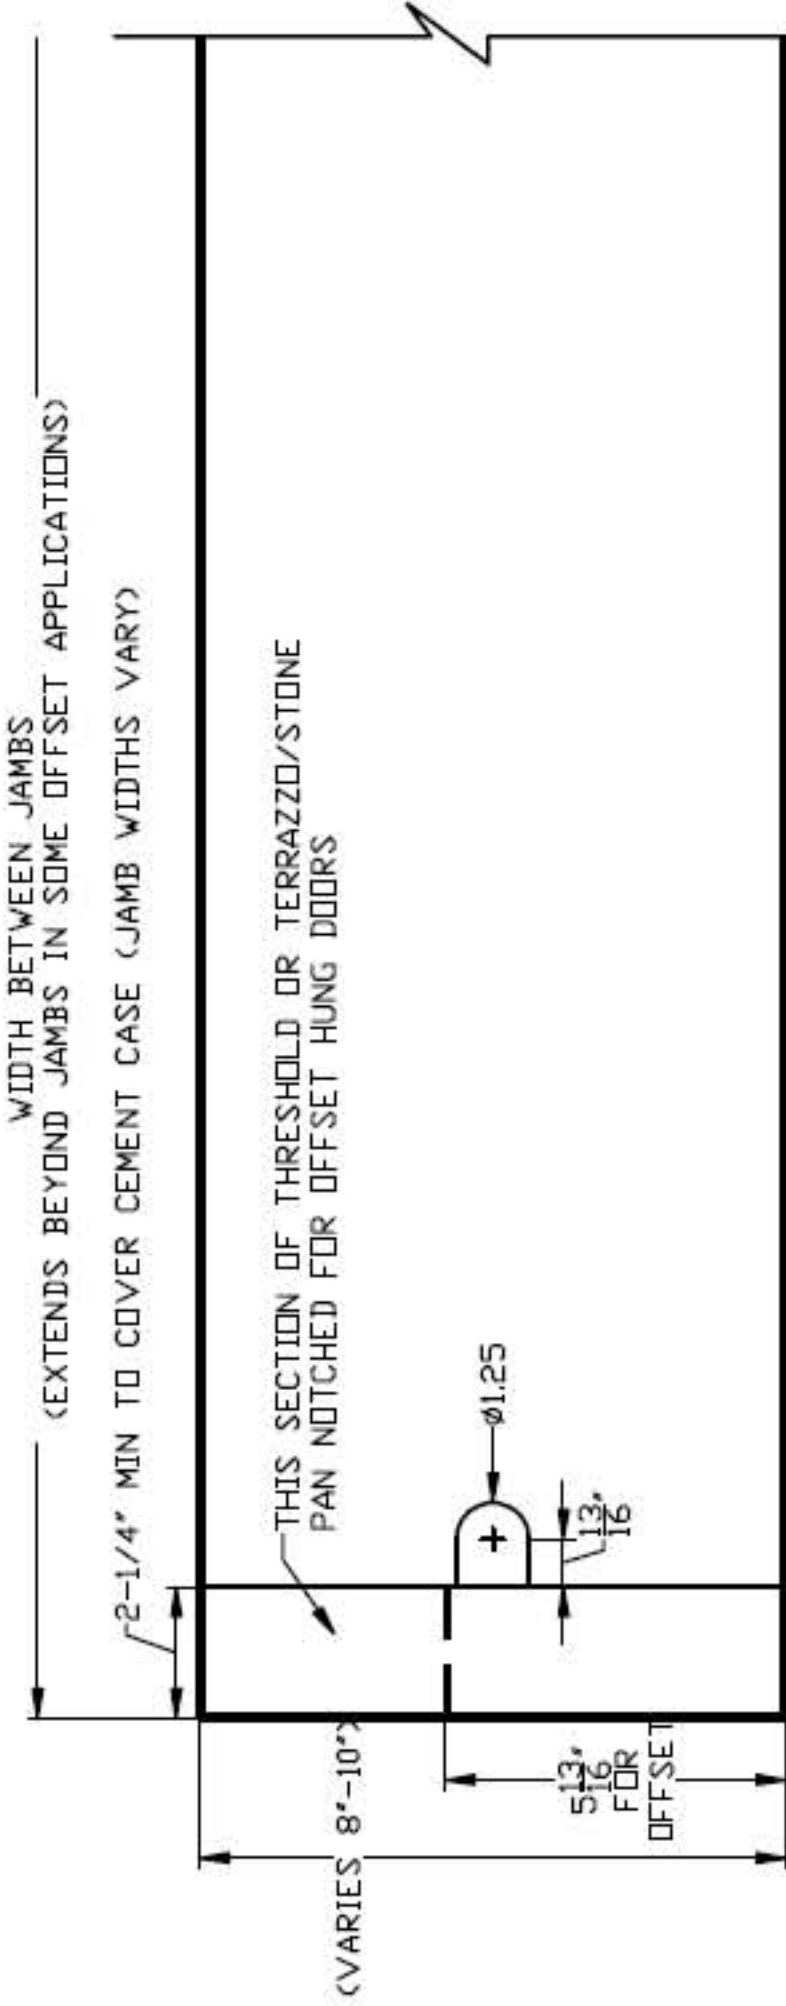 WIDTH BETWEEN JAMBS
(EXTENDS BEYOND JAMBS IN SOME OFFSET APPLICATIONS)
2-1/4" MIN TO COVER CEMENT CASE (JAMB WIDTHS VARY)
THIS SECTION OF THRESHOLD OR TERRAZZO/STONE
PAN NOTCHED FOR OFFSET HUNG DOORS
(VARIES 8"-10")
ø1.25
13/16"
5 13/16"
FOR
OFFSET